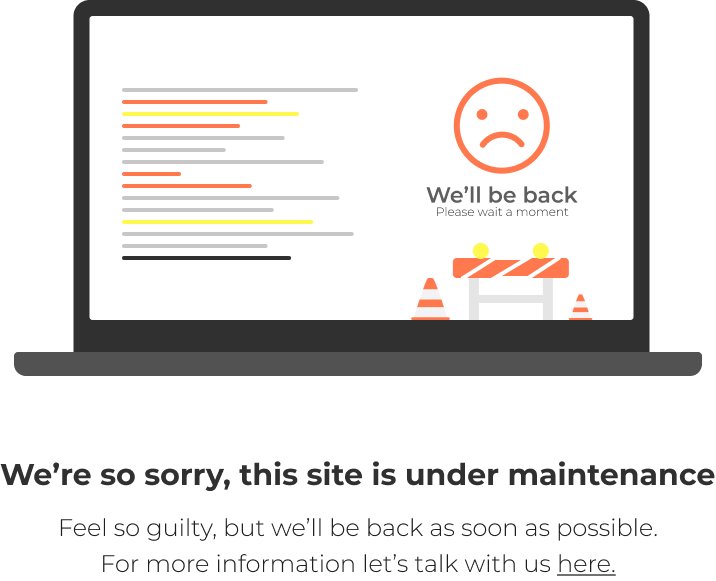 We’ll be back
Please wait a moment
We’re so sorry, this site is under maintenance
Feel so guilty, but we’ll be back as soon as possible.
For more information let’s talk with us here.